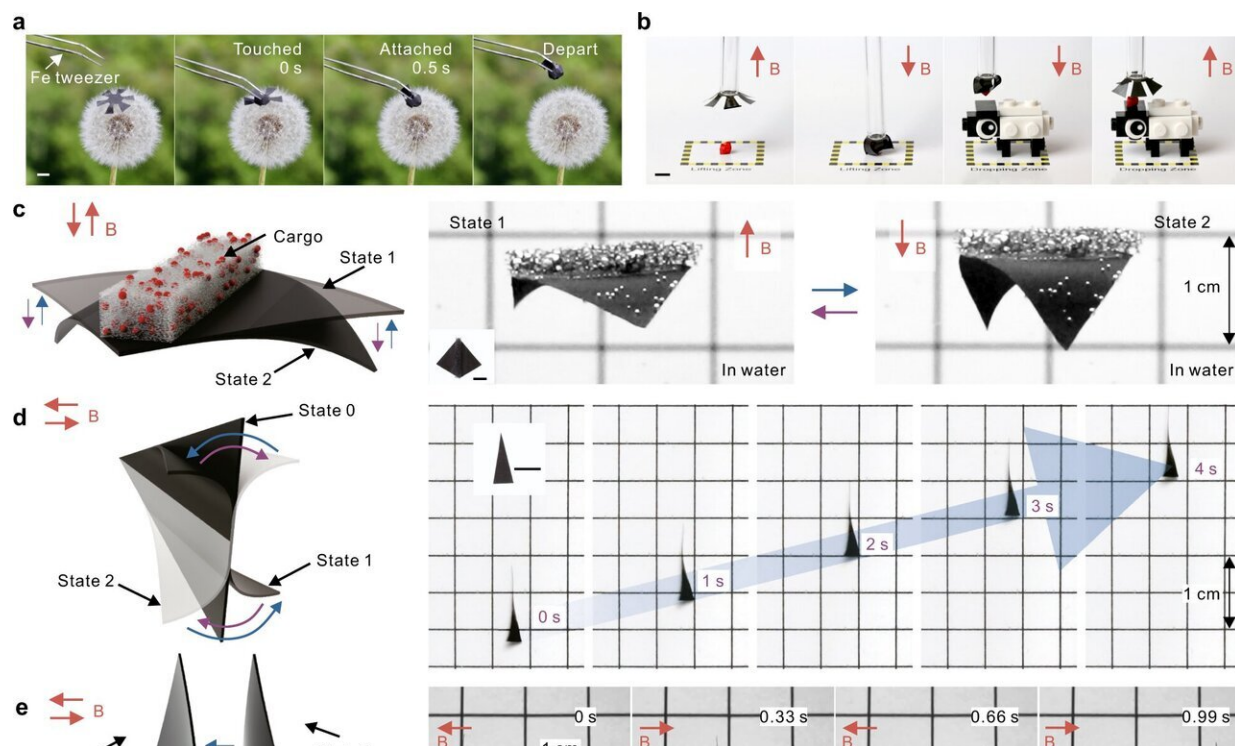 a
Fe tweezer
Touched
0 s
Attached
0.5 s
Depart
b
B
B
B
B
Lifting Zone
Lifting Zone
Dropping Zone
Dropping Zone
c
B
Cargo
State 1
State 2
State 1
B
In water
B
State 2
1 cm
In water
d
B
State 0
State 1
State 2
0 s
1 s
2 s
3 s
4 s
1 cm
e
B
0 s
B
1 cm
0.33 s
B
0.66 s
B
0.99 s
B